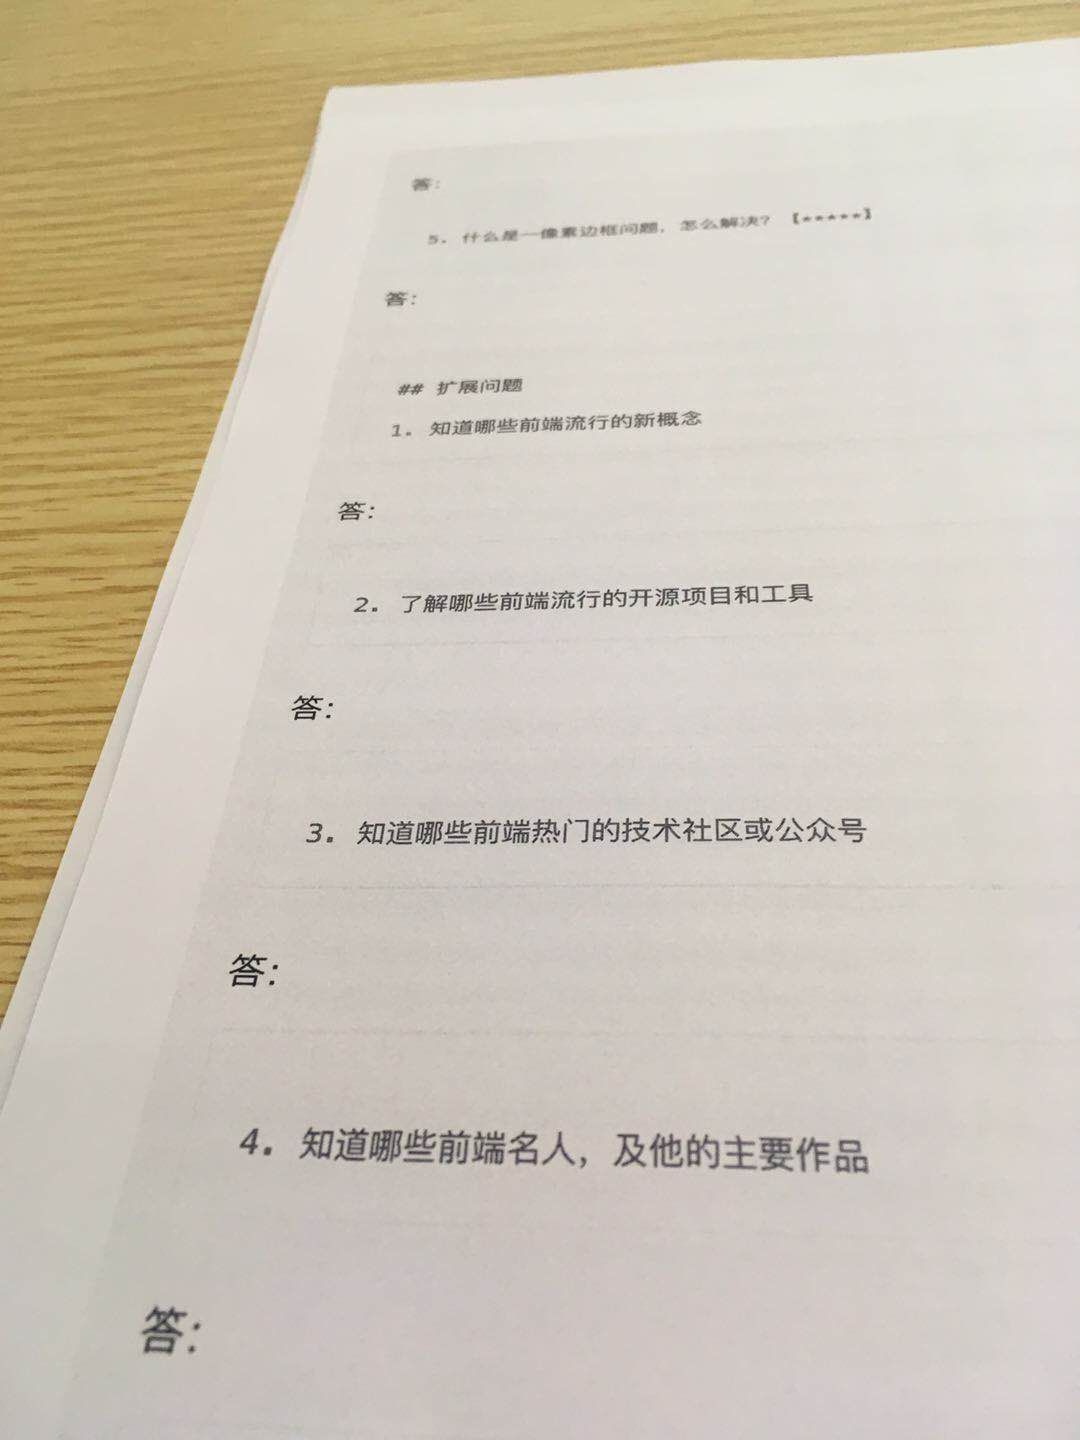 答：
5. 什么是一像素边框问题，怎么解决？【*****】
答：
## 扩展问题
1. 知道哪些前端流行的新概念
答：
2. 了解哪些前端流行的开源项目和工具
答：
3. 知道哪些前端热门的技术社区或公众号
答：
4. 知道哪些前端名人，及他的主要作品
答：